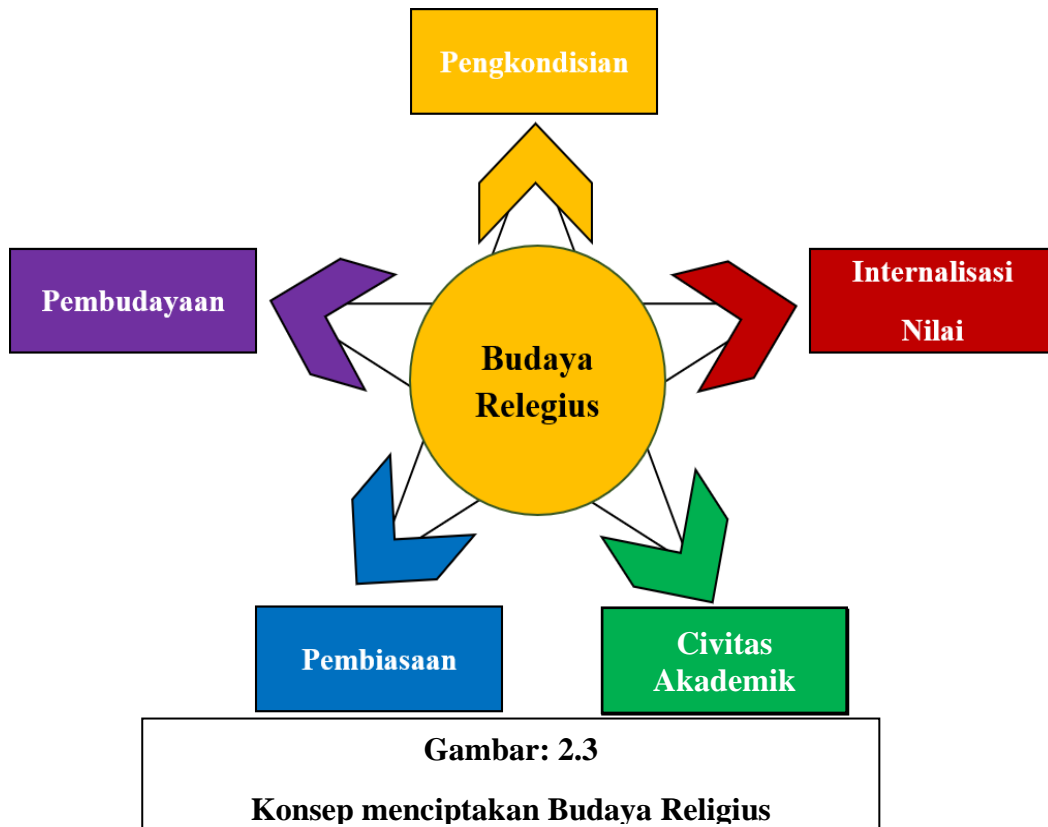 Pengkondisian
Pembudayaan
Internalisasi
Nilai
Budaya
Relegius
Pembiasaan
Civitas
Akademik
Gambar: 2.3
Konsep menciptakan Budaya Religius